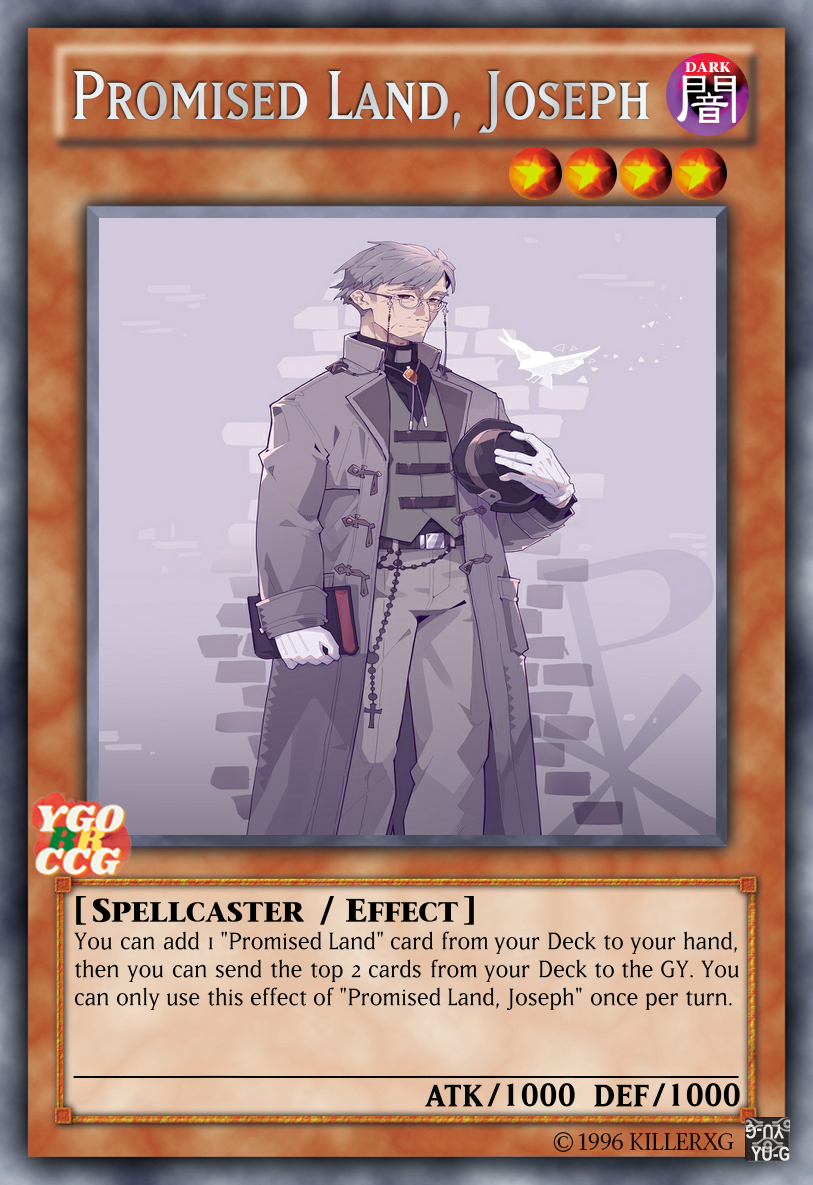 Promised Land, Joseph
DARK
闇
YGO
RR
CCG
[ Spellcaster / Effect ]
You can add 1 "Promised Land" card from your Deck to your hand,
then you can send the top 2 cards from your Deck to the GY. You
can only use this effect of "Promised Land, Joseph" once per turn.
ATK/1000 DEF/1000
© 1996 KILLERXG
YU-G